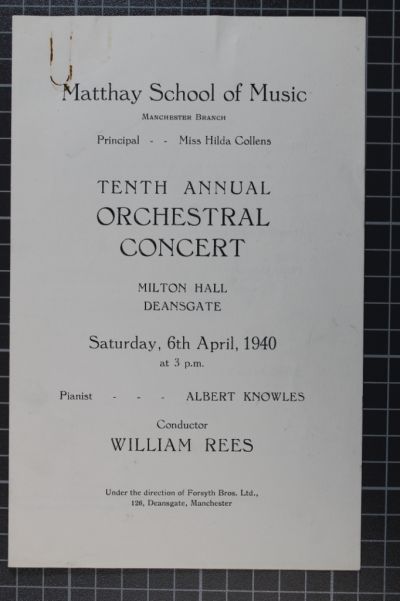 Matthay School of Music
Manchester Branch
Principal - - Miss Hilda Collens
TENTH ANNUAL
ORCHESTRAL
CONCERT
MILTON HALL
DEANSGATE
Saturday, 6th April, 1940
at 3 p.m.
Pianist - - - ALBERT KNOWLES
Conductor
WILLIAM REES
Under the direction of Forsyth Bros. Ltd.,
126, Deansgate, Manchester